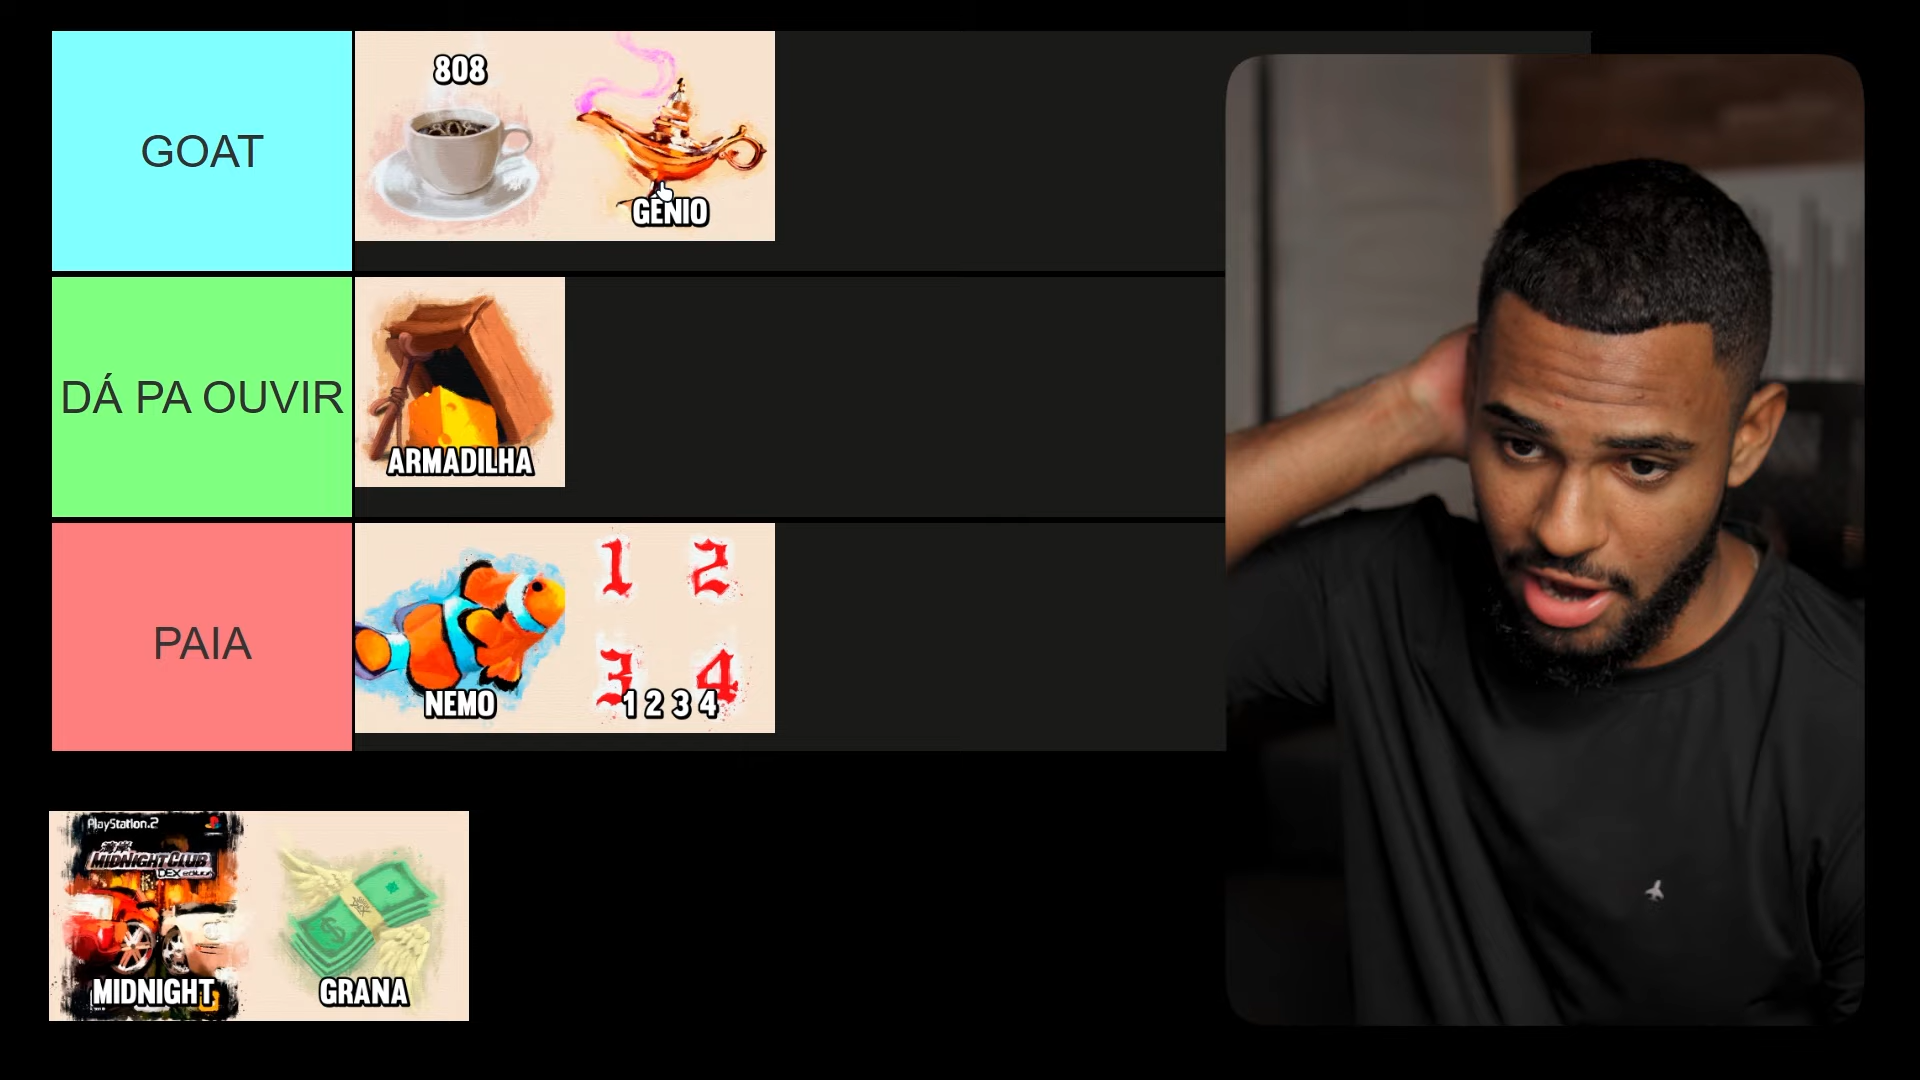 GOAT
808
GÊNIO
DÁ PA OUVIR
ARMADILHA
PAIA
NEMO
1 2
3 4
1 2 3 4
PlayStation.2
MIDNIGHT CLUB
DEX
MIDNIGHT
GRANA